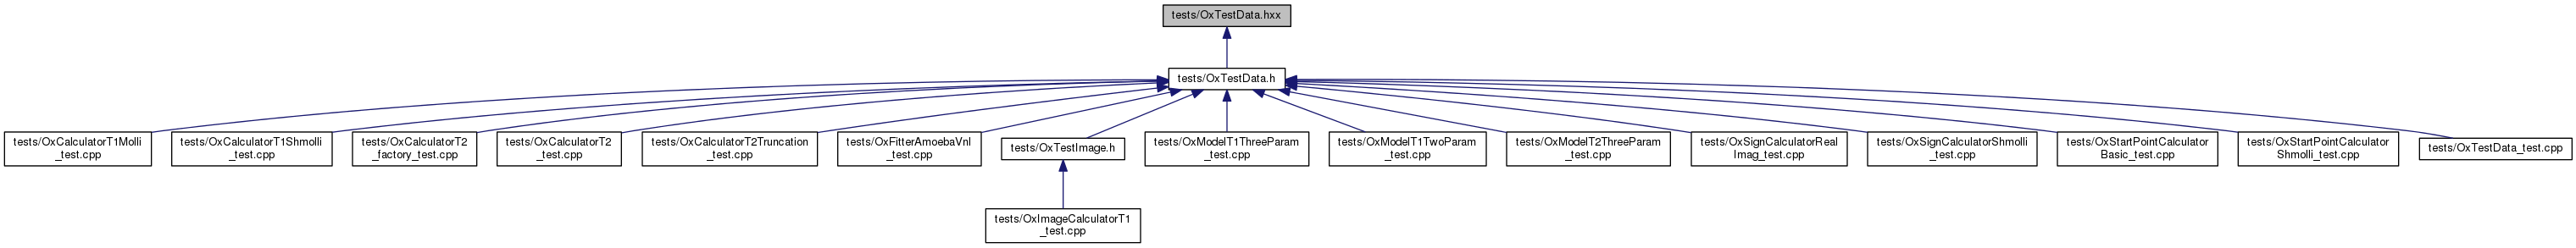 tests/OxTestData.hxx
tests/OxTestData.h
tests/OxCalculatorT1Molli
_test.cpp
tests/OxCalculatorT1Shmolli
_test.cpp
tests/OxCalculatorT2
_factory_test.cpp
tests/OxCalculatorT2
_test.cpp
tests/OxCalculatorT2Truncation
_test.cpp
tests/OxFitterAmoebaVnl
_test.cpp
tests/OxTestImage.h
tests/OxModelT1ThreeParam
_test.cpp
tests/OxModelT1TwoParam
_test.cpp
tests/OxModelT2ThreeParam
_test.cpp
tests/OxSignCalculatorReal
Imag_test.cpp
tests/OxSignCalculatorShmolli
_test.cpp
tests/OxStartPointCalculator
Basic_test.cpp
tests/OxStartPointCalculator
Shmolli_test.cpp
tests/OxTestData_test.cpp
tests/OxImageCalculatorT1
_test.cpp